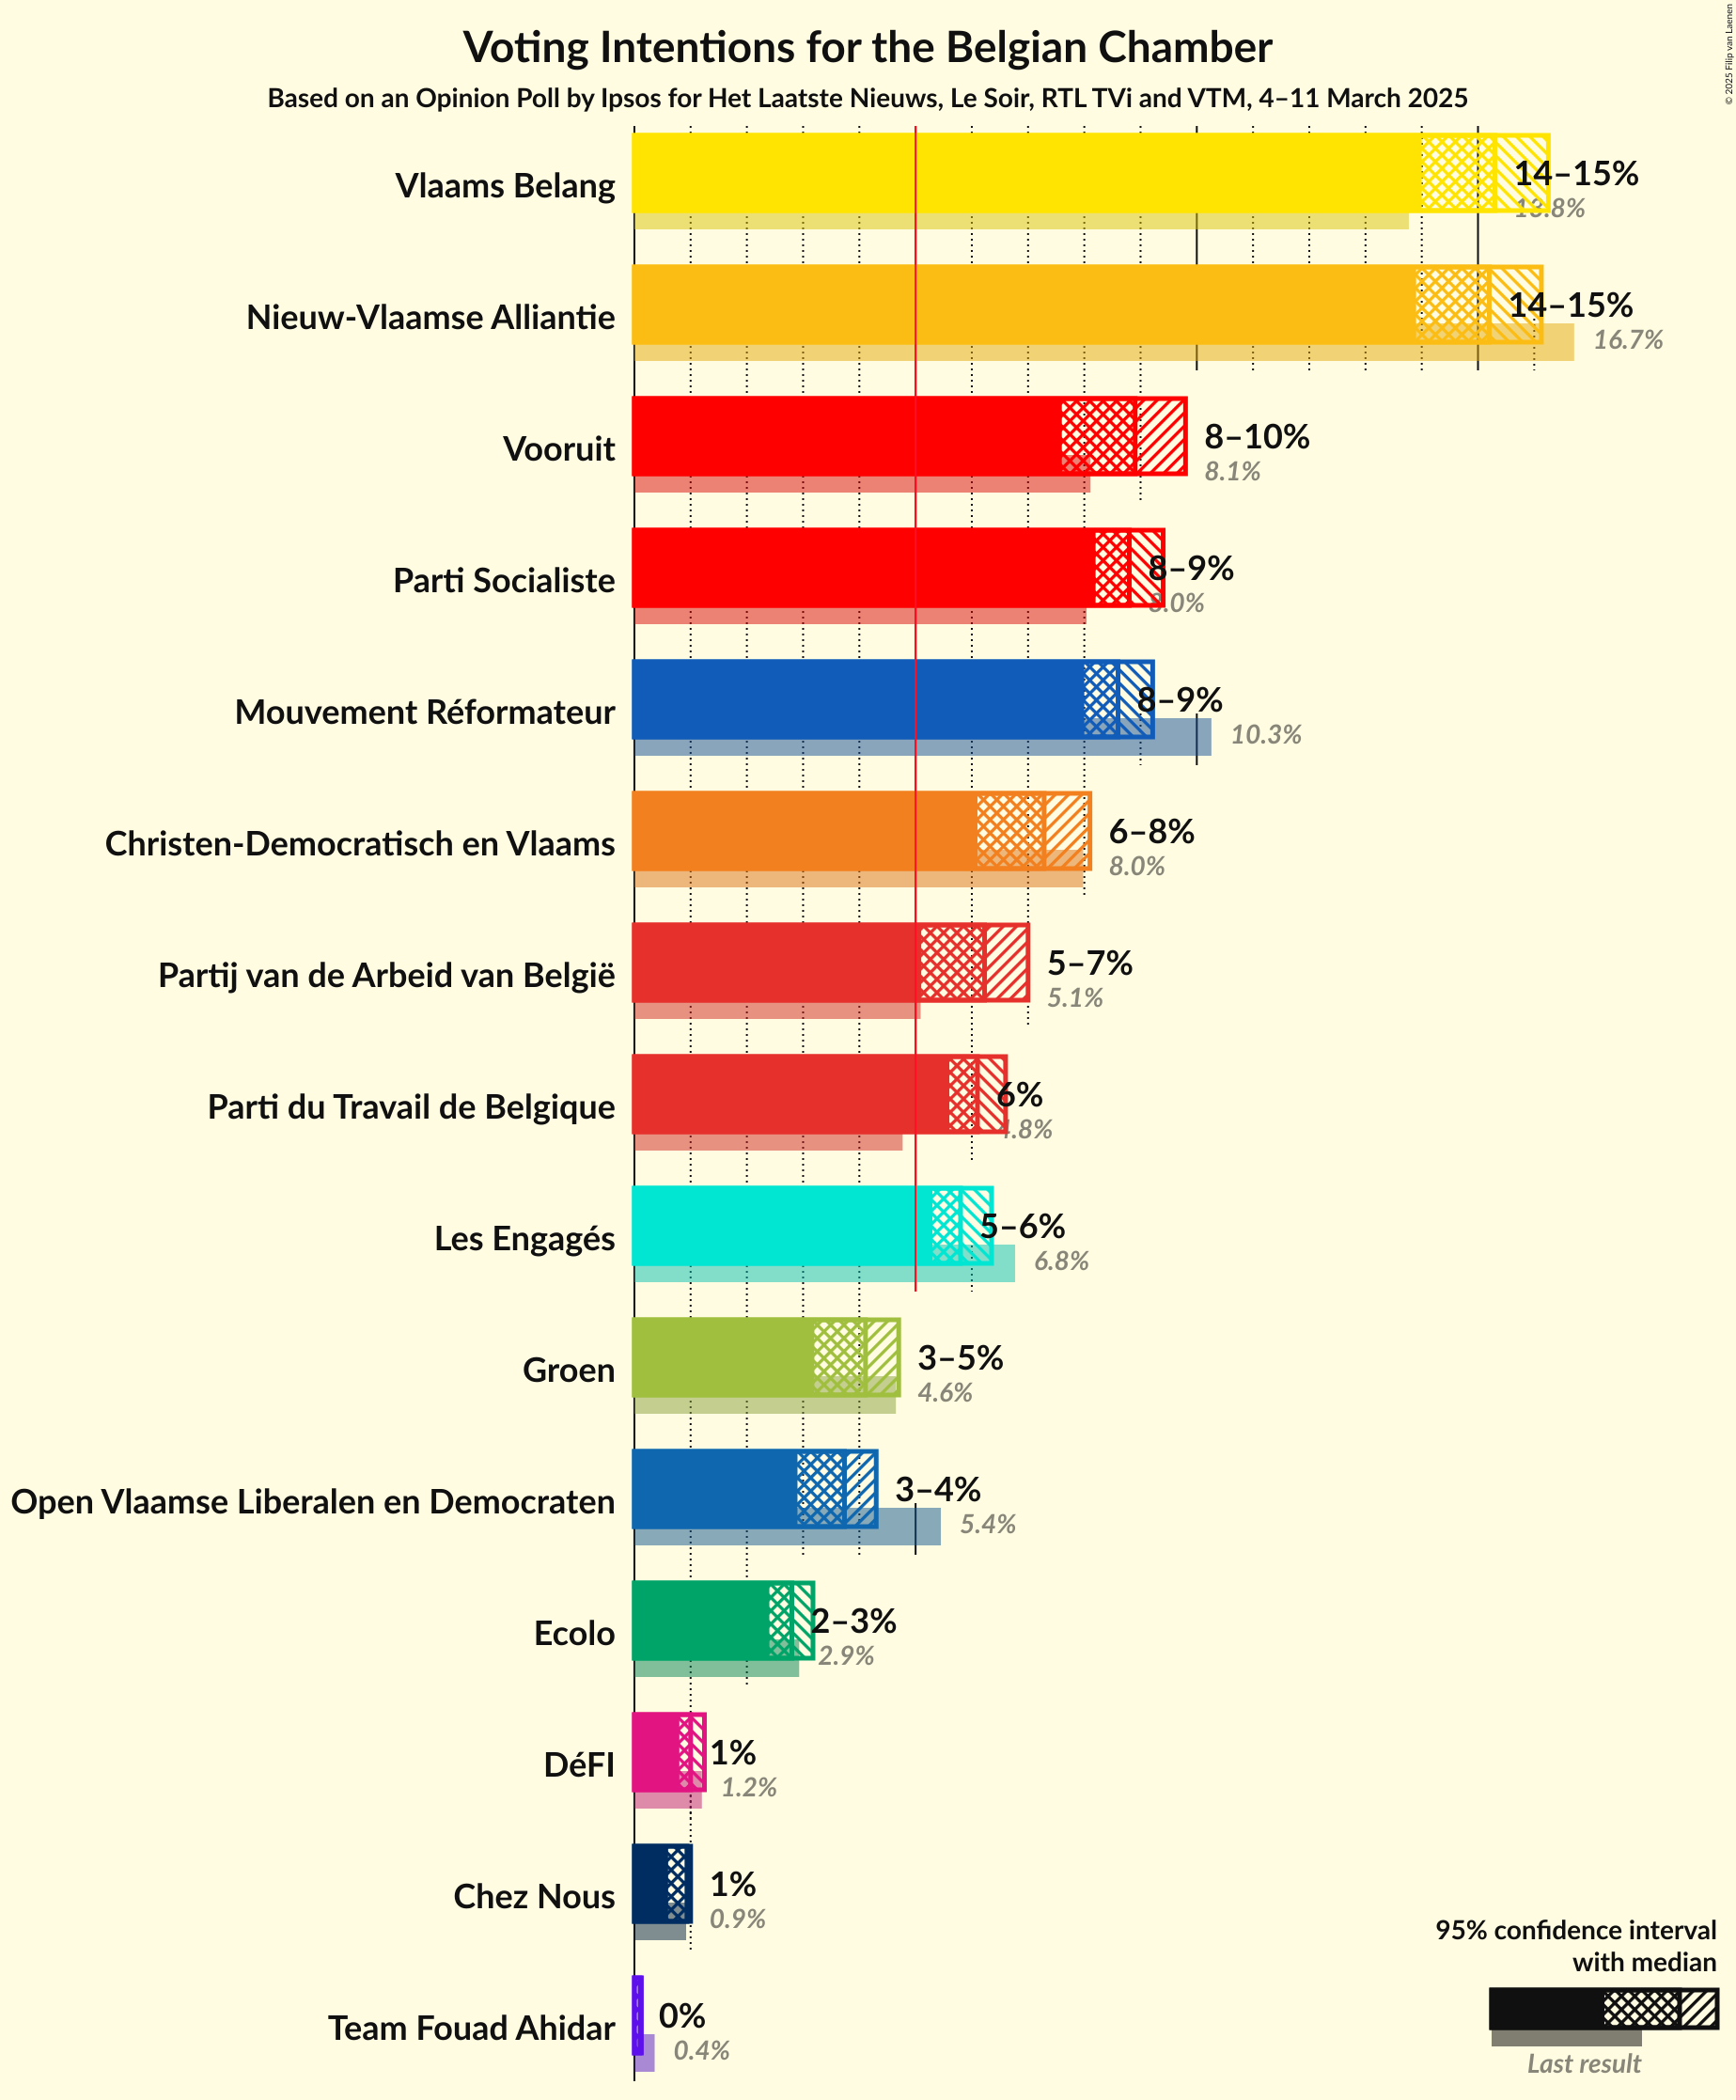 © 2025 Filip van Laenen
Voting Intentions for the Belgian Chamber
Based on an Opinion Poll by Ipsos for Het Laatste Nieuws, Le Soir, RTL TVi and VTM, 4–11 March 2025
Vlaams Belang
14–15%
13.8%
Nieuw-Vlaamse Alliantie
14–15%
16.7%
Vooruit
8–10%
8.1%
Parti Socialiste
8–9%
8.0%
Mouvement Réformateur
8–9%
10.3%
Christen-Democratisch en Vlaams
6–8%
8.0%
Partij van de Arbeid van België
5–7%
5.1%
Parti du Travail de Belgique
6%
4.8%
Les Engagés
5–6%
6.8%
Groen
3–5%
4.6%
Open Vlaamse Liberalen en Democraten
3–4%
5.4%
Ecolo
2–3%
2.9%
DéFI
1%
1.2%
Chez Nous
1%
0.9%
Team Fouad Ahidar
0%
0.4%
95% confidence interval
with median
Last result